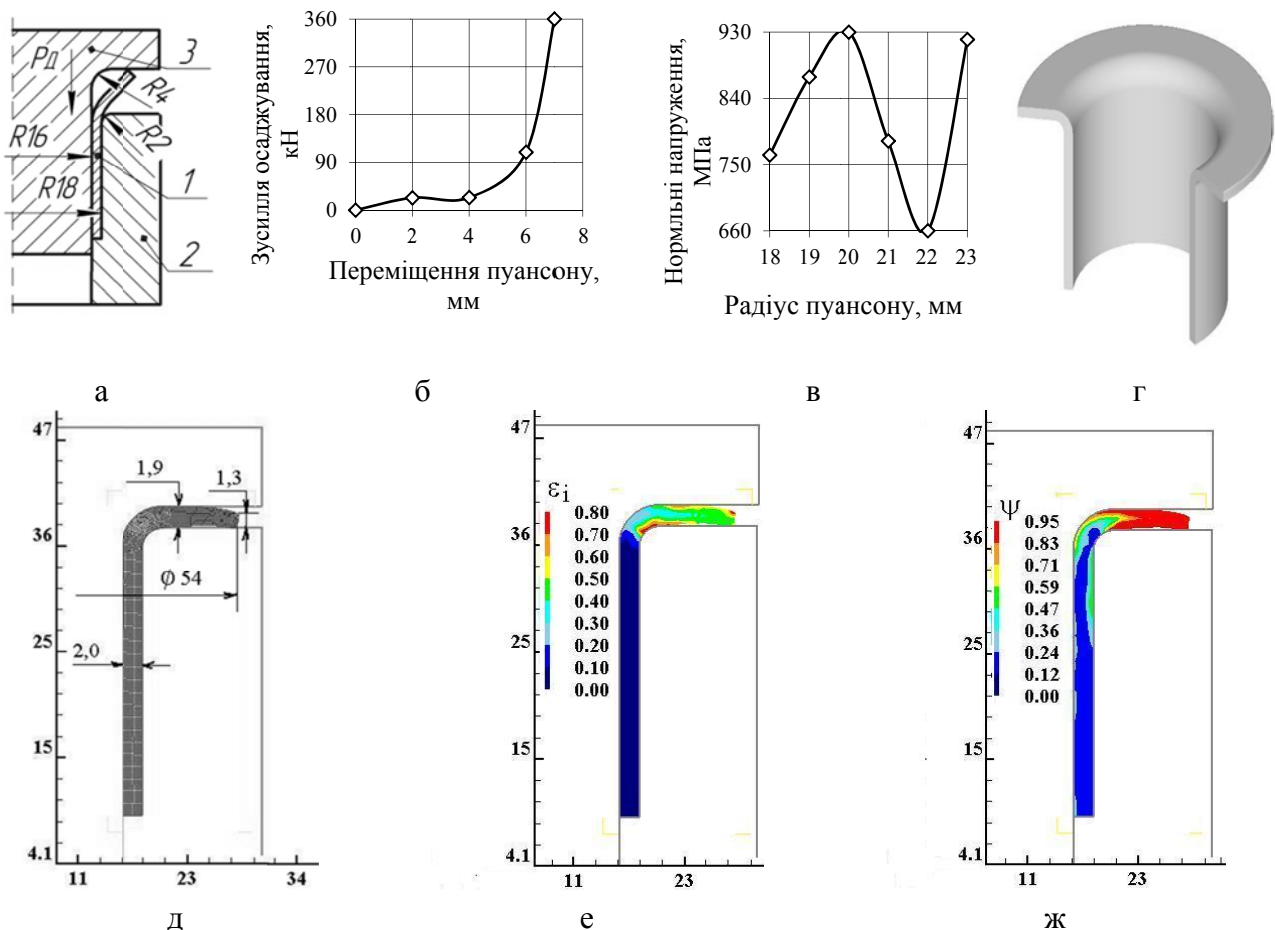 РД
3
R4
R2
R16
1
R18
2
Зусилля осаджування,
кН
360
270
180
90
0
0 2 4 6 8
Переміщення пуансону,
мм
Нормльні напруження,
МПа
930
840
750
660
18 19 20 21 22 23
Радіус пуансону, мм
а б в г
47
36
25
15
4.1
11 23 34
1,9
1,3
ϕ 54
2,0
47
36
25
15
4.1
11 23
εi
0.80
0.70
0.60
0.50
0.40
0.30
0.20
0.10
0.00
47
36
25
15
4.1
11 23
ψ
0.95
0.83
0.71
0.59
0.47
0.36
0.24
0.12
0.00
д е ж